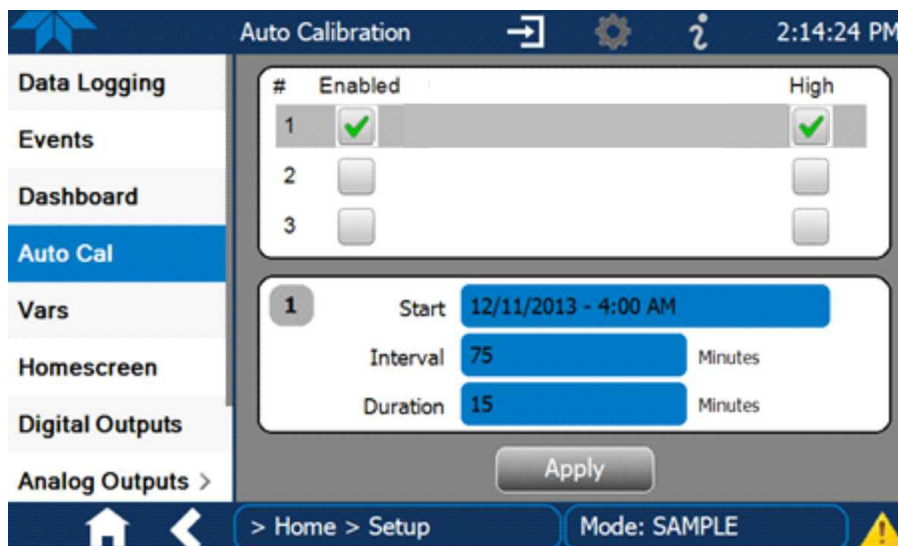 Auto Calibration 2:14:24 PM
Data Logging
Events
Dashboard
Auto Cal
Vars
Homescreen
Digital Outputs
Analog Outputs >
# Enabled High
1
2
3
1 Start 12/11/2013 - 4:00 AM
Interval 75 Minutes
Duration 15 Minutes
Apply
> Home > Setup Mode: SAMPLE